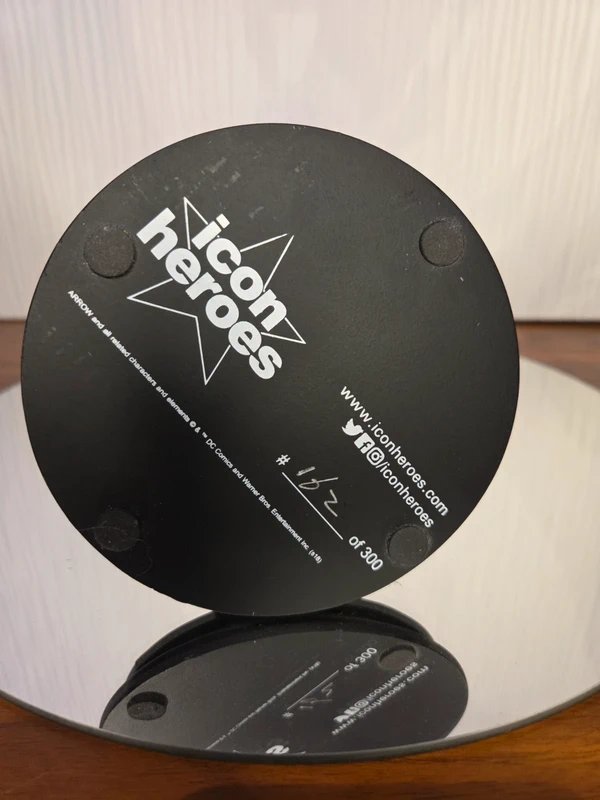 icon
heroes
ARROW and all related characters and elements © & ™ DC Comics and Warner Bros. Entertainment Inc. (s18)
www.iconheroes.com
/iconheroes
# 162 of 300